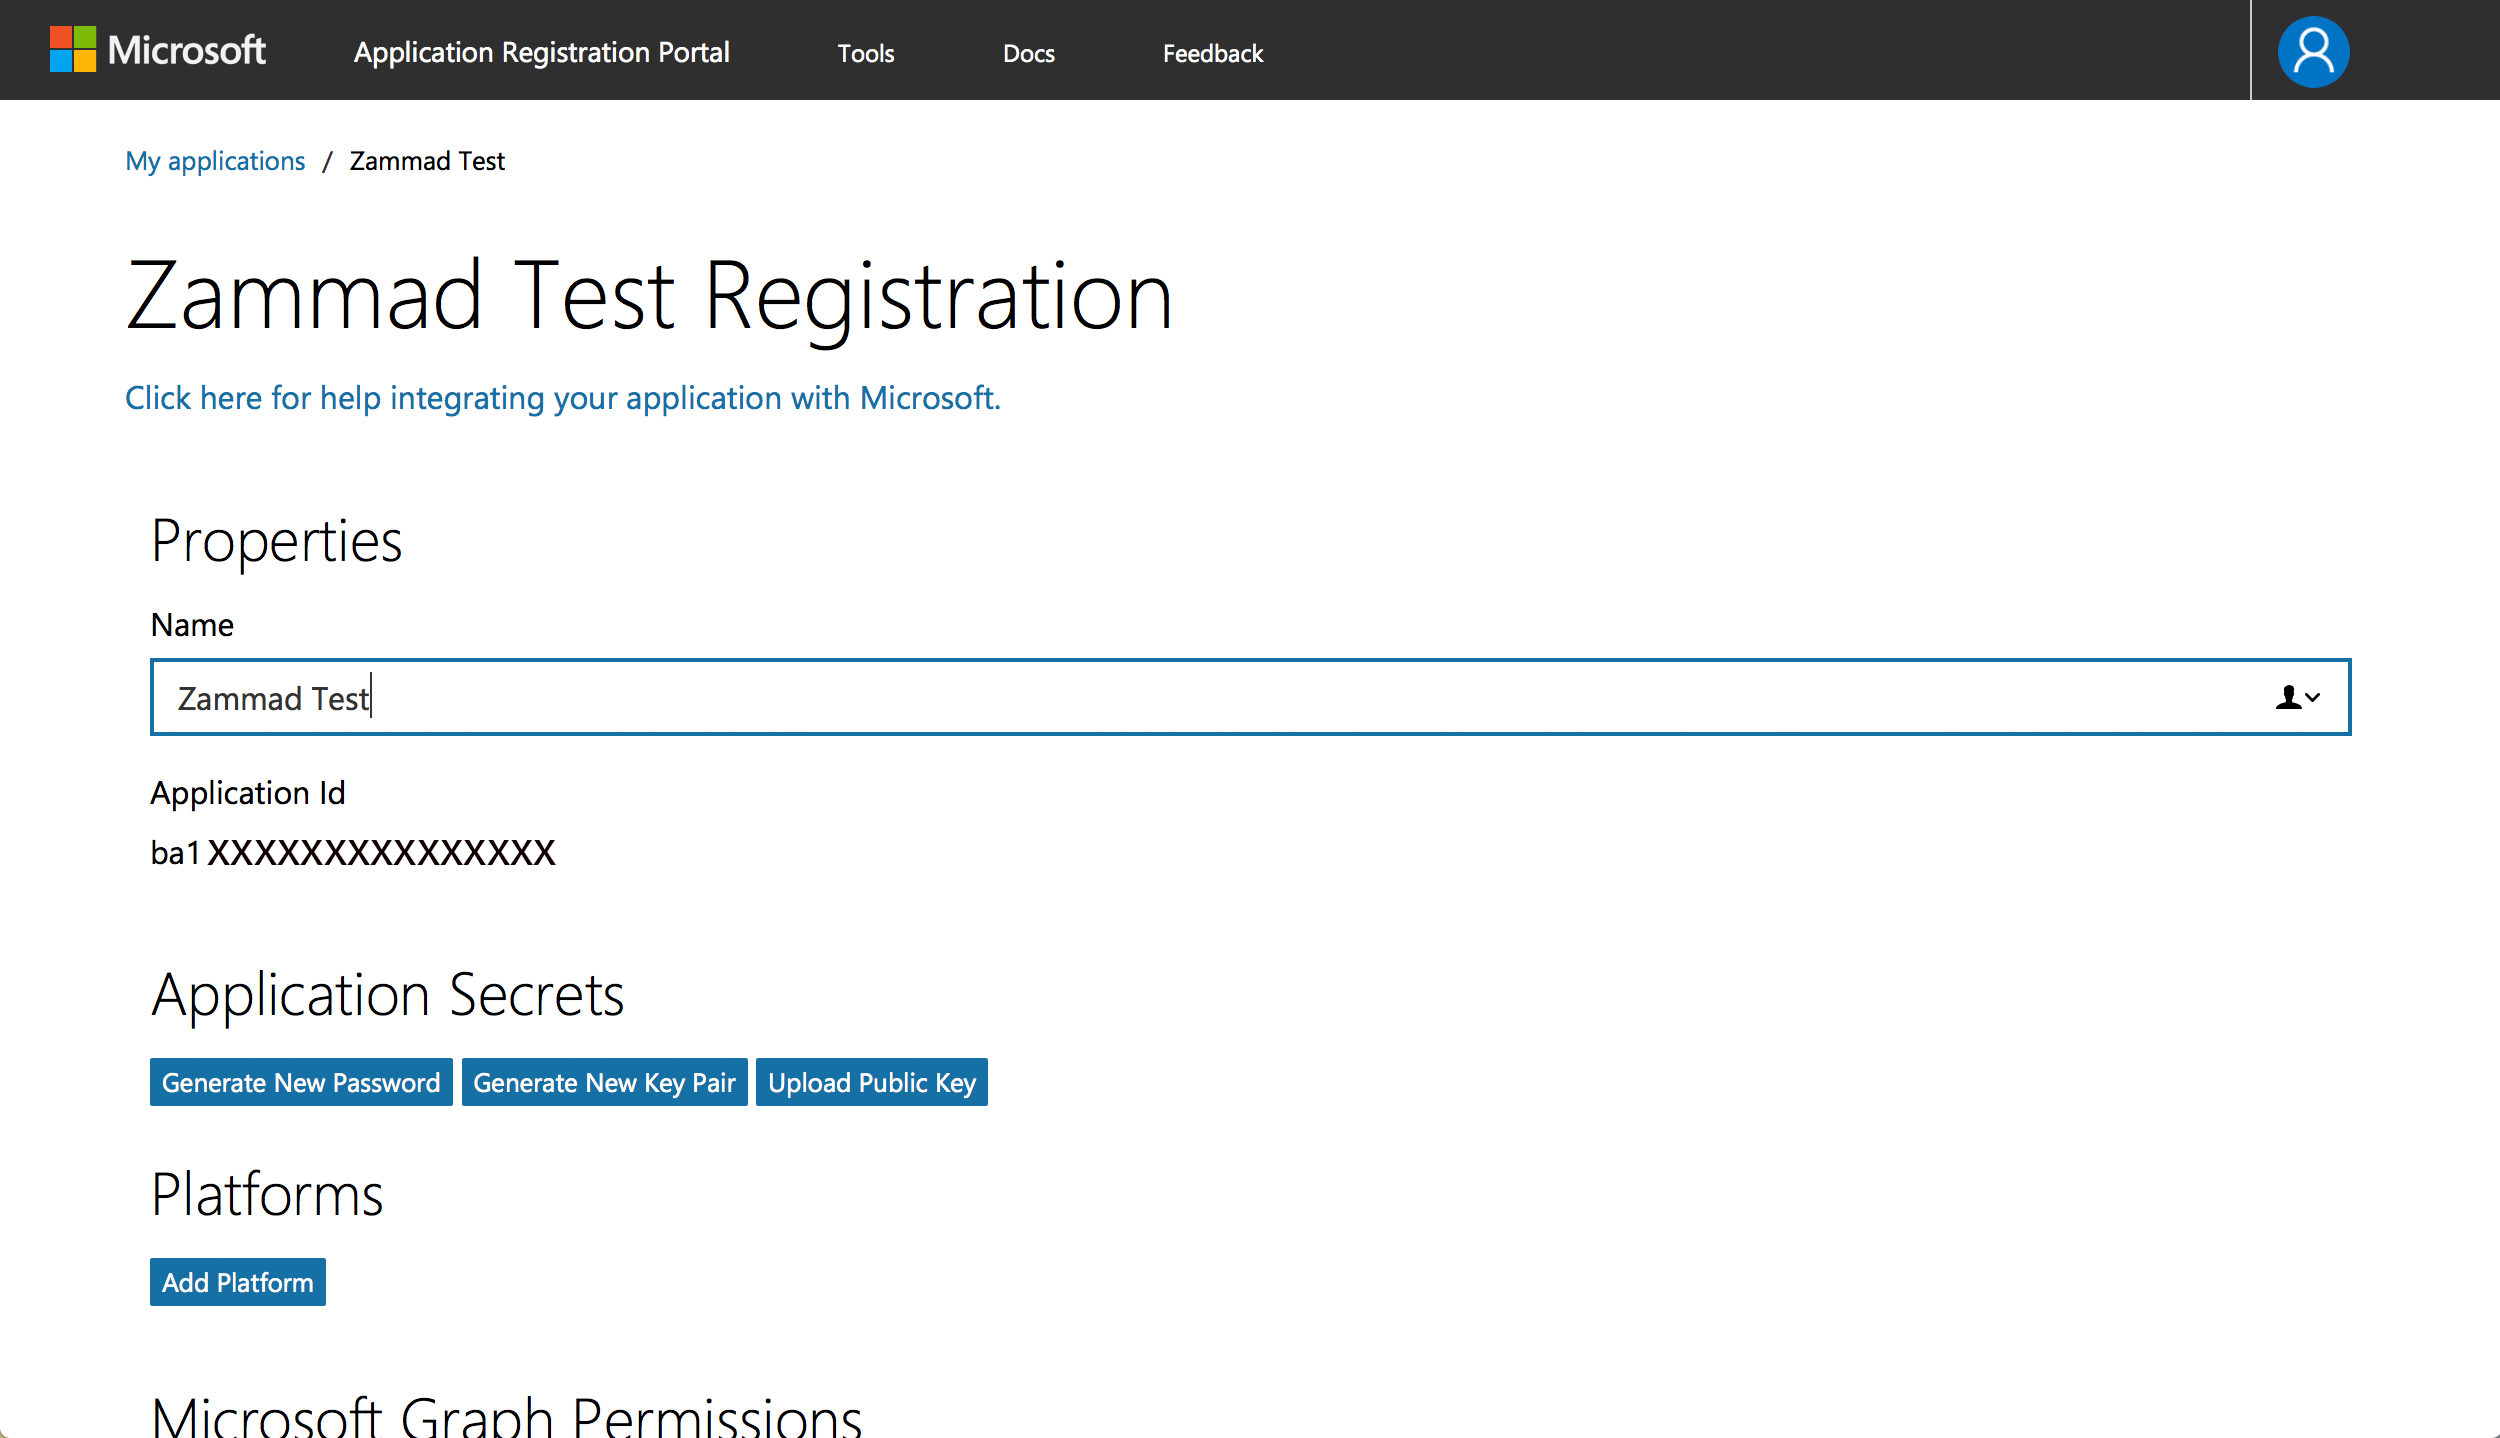 Microsoft Application Registration Portal Tools Docs Feedback
My applications / Zammad Test
Zammad Test Registration
Click here for help integrating your application with Microsoft.
Properties
Name
Zammad Test
Application Id
ba1XXXXXXXXXXXXXXX
Application Secrets
Generate New Password Generate New Key Pair Upload Public Key
Platforms
Add Platform
Microsoft Graph Permissions